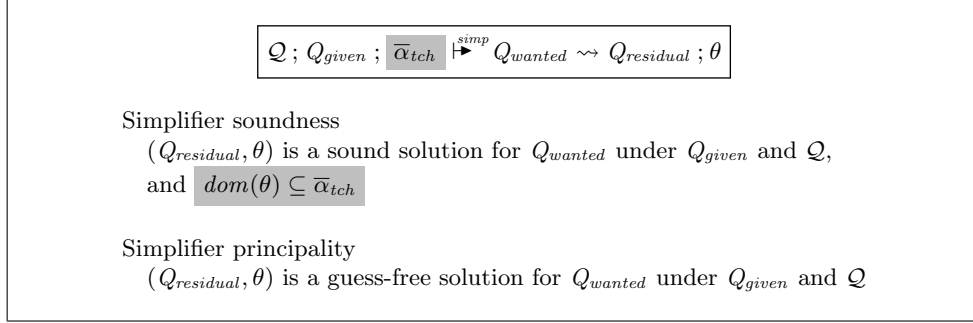 𝒬 ; Q_given ; ᾱ_tch ⊢^simp Q_wanted ⇝ Q_residual ; θ
Simplifier soundness
(Q_residual, θ) is a sound solution for Q_wanted under Q_given and 𝒬,
and dom(θ) ⊆ ᾱ_tch
Simplifier principality
(Q_residual, θ) is a guess-free solution for Q_wanted under Q_given and 𝒬